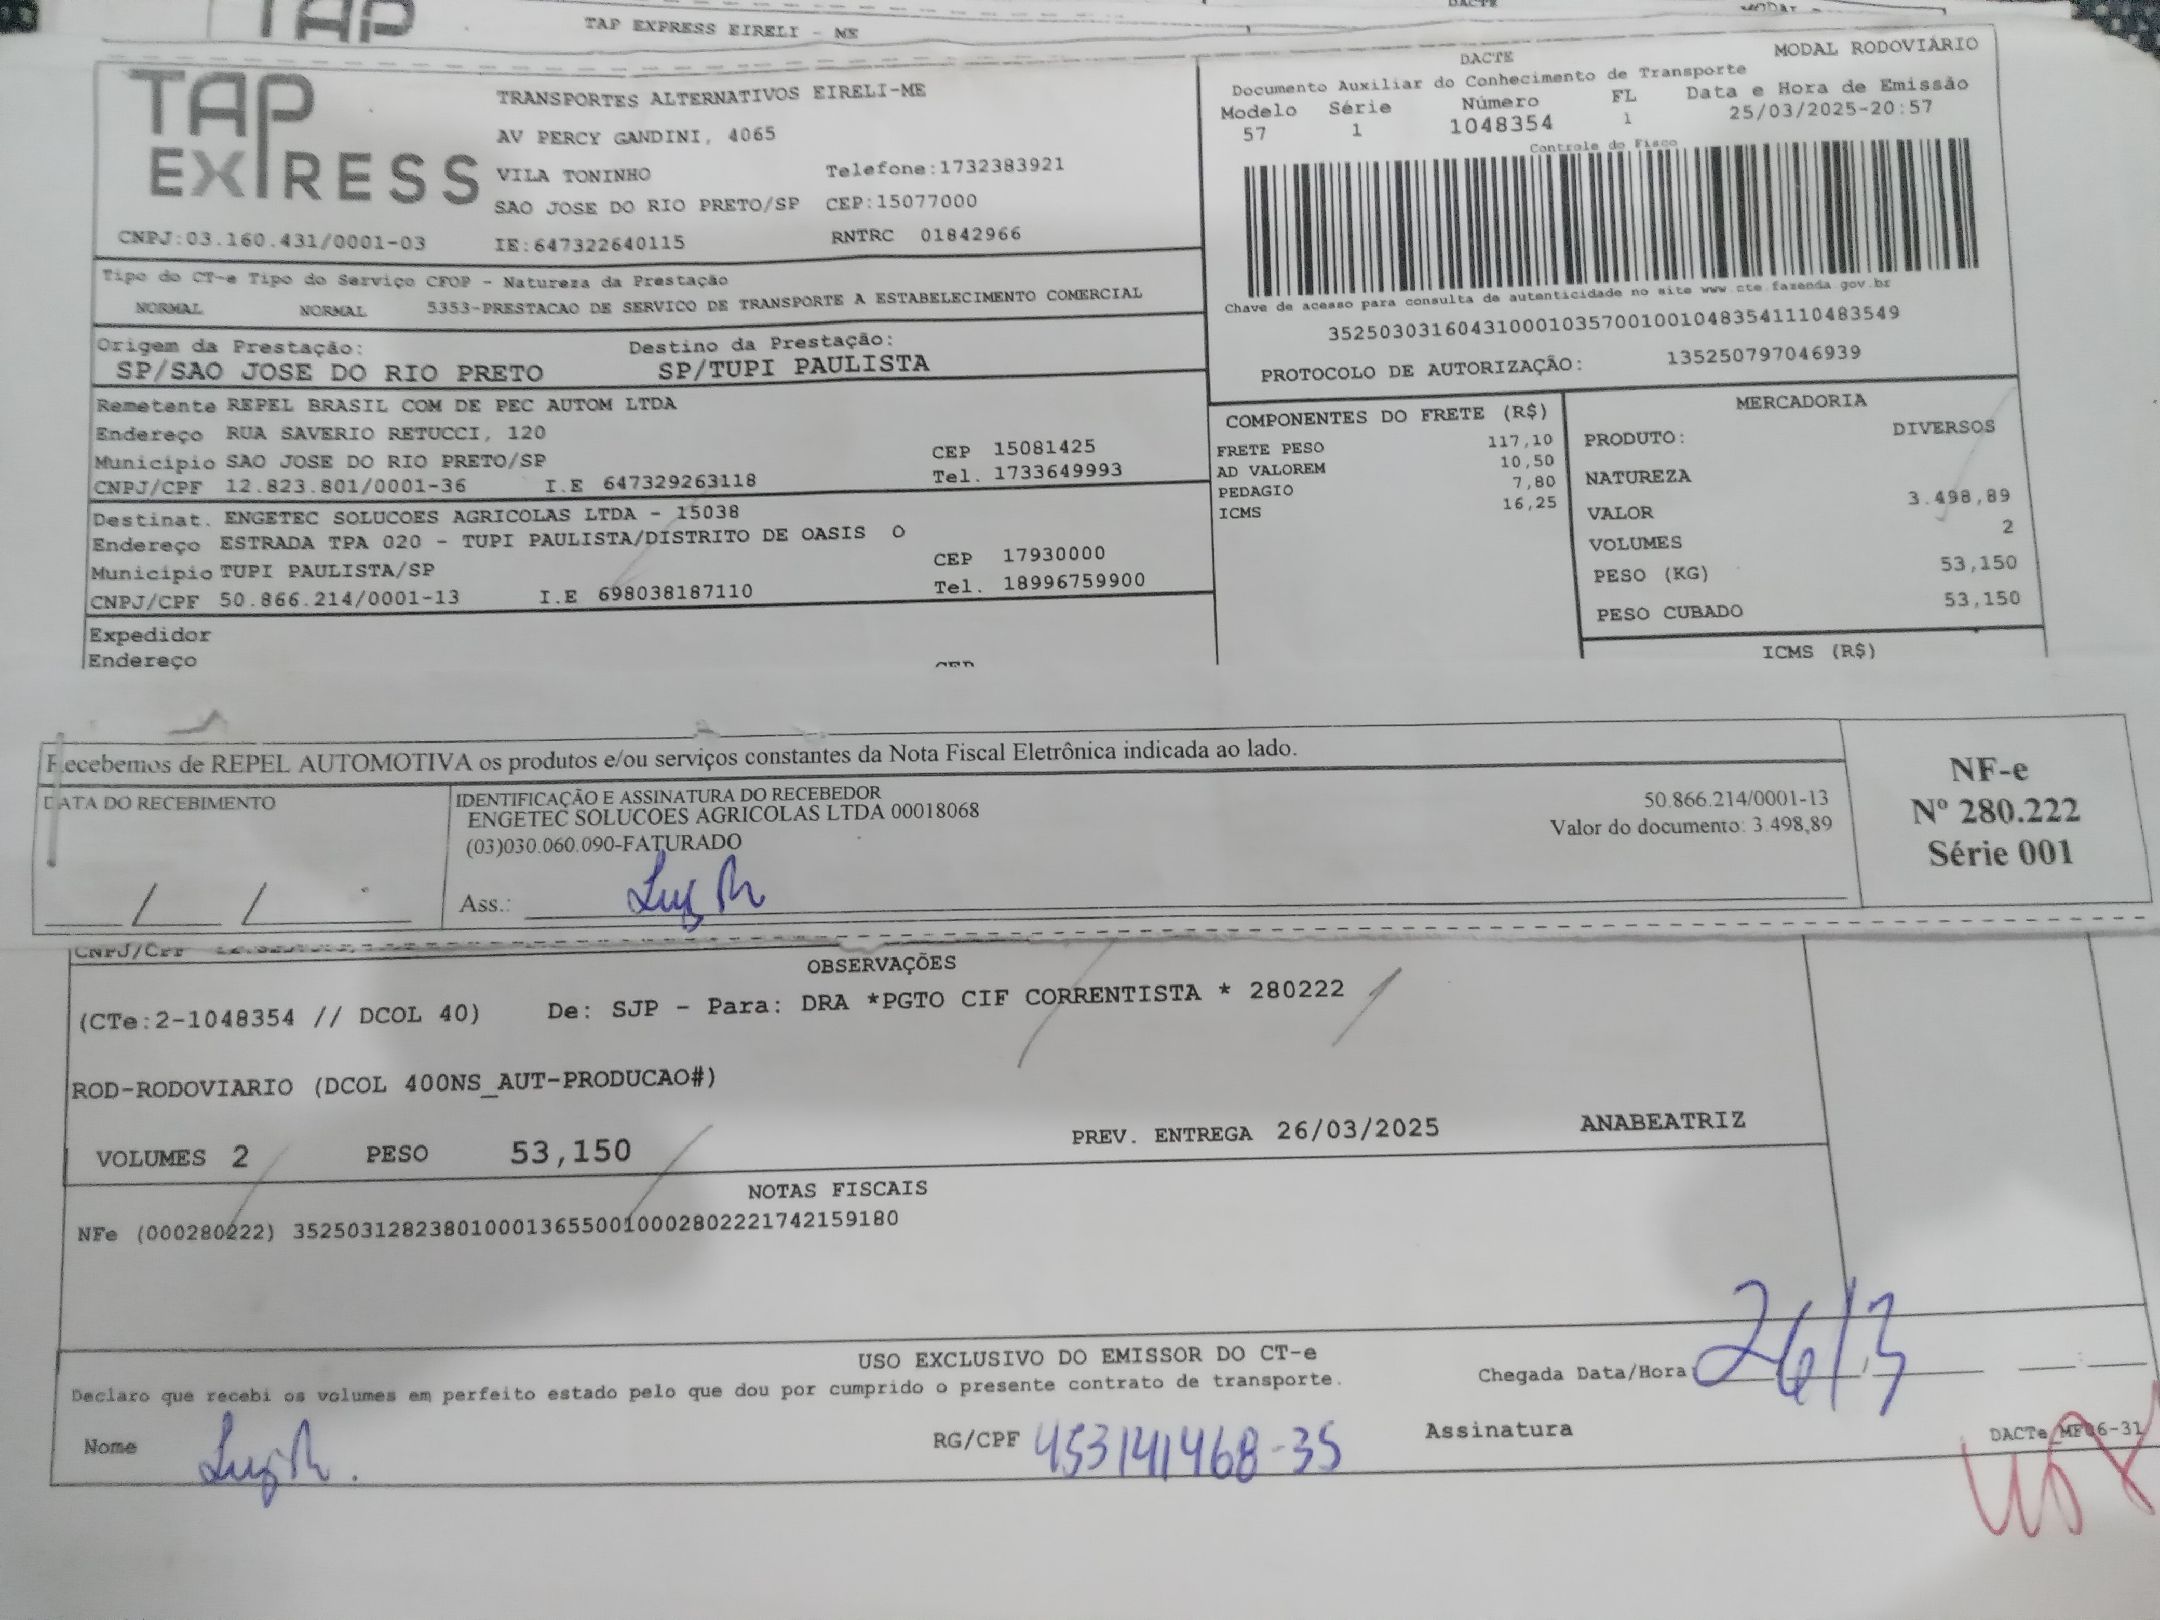 TAP EXPRESS EIRELI - ME
TAP EXPRESS
TRANSPORTES ALTERNATIVOS EIRELI-ME
AV PERCY GANDINI, 4065
VILA TONINHO Telefone:1732383921
SAO JOSE DO RIO PRETO/SP CEP:15077000
CNPJ:03.160.431/0001-03 IE:647322640115 RNTRC 01842966
DACTE MODAL RODOVIÁRIO
Documento Auxiliar do Conhecimento de Transporte
Modelo Série Número FL Data e Hora de Emissão
57 1 1048354 1 25/03/2025-20:57
Controle do Fisco
Chave de acesso para consulta de autenticidade no site www.cte.fazenda.gov.br
35250303160431000103570010010483541110483549
PROTOCOLO DE AUTORIZAÇÃO: 135250797046939
Tipo do CT-e Tipo do Serviço CFOP - Natureza da Prestação
NORMAL NORMAL 5353-PRESTACAO DE SERVICO DE TRANSPORTE A ESTABELECIMENTO COMERCIAL
Origem da Prestação: Destino da Prestação:
SP/SAO JOSE DO RIO PRETO SP/TUPI PAULISTA
Remetente REPEL BRASIL COM DE PEC AUTOM LTDA
Endereço RUA SAVERIO RETUCCI, 120 CEP 15081425
Município SAO JOSE DO RIO PRETO/SP Tel. 1733649993
CNPJ/CPF 12.823.801/0001-36 I.E 647329263118
Destinat. ENGETEC SOLUCOES AGRICOLAS LTDA - 15038
Endereço ESTRADA TPA 020 - TUPI PAULISTA/DISTRITO DE OASIS O
CEP 17930000
Município TUPI PAULISTA/SP Tel. 18996759900
CNPJ/CPF 50.866.214/0001-13 I.E 698038187110
Expedidor
Endereço CEP
COMPONENTES DO FRETE (R$)
FRETE PESO 117,10
AD VALOREM 10,50
PEDAGIO 7,80
ICMS 16,25
MERCADORIA
PRODUTO: DIVERSOS
NATUREZA
VALOR 3.498,89
VOLUMES 2
PESO (KG) 53,150
PESO CUBADO 53,150
ICMS (R$)
Recebemos de REPEL AUTOMOTIVA os produtos e/ou serviços constantes da Nota Fiscal Eletrônica indicada ao lado.
DATA DO RECEBIMENTO
IDENTIFICAÇÃO E ASSINATURA DO RECEBEDOR
ENGETEC SOLUCOES AGRICOLAS LTDA 00018068 50.866.214/0001-13
(03)030.060.090-FATURADO Valor do documento: 3.498,89
Ass.:
NF-e
Nº 280.222
Série 001
CNPJ/CPF
OBSERVAÇÕES
(CTe:2-1048354 // DCOL 40) De: SJP - Para: DRA *PGTO CIF CORRENTISTA * 280222
ROD-RODOVIARIO (DCOL 400NS_AUT-PRODUCAO#)
VOLUMES 2 PESO 53,150 PREV. ENTREGA 26/03/2025 ANABEATRIZ
NOTAS FISCAIS
NFe (000280222) 35250312823801000136550010002802221742159180
USO EXCLUSIVO DO EMISSOR DO CT-e
Declaro que recebi os volumes em perfeito estado pelo que dou por cumprido o presente contrato de transporte.
Chegada Data/Hora 26/3
Nome RG/CPF 453141468-35 Assinatura